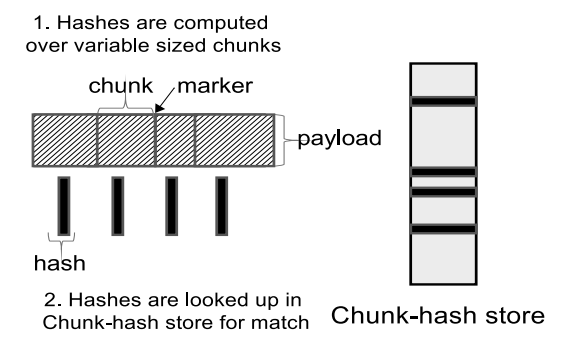 1. Hashes are computed
over variable sized chunks
chunk
marker
payload
hash
2. Hashes are looked up in
Chunk-hash store for match
Chunk-hash store